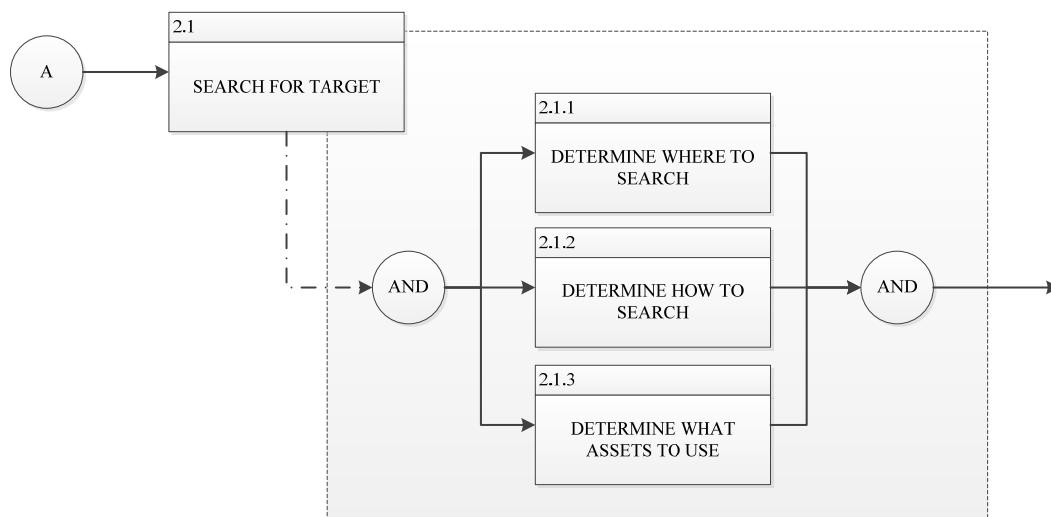 2.1
A
SEARCH FOR TARGET
2.1.1
DETERMINE WHERE TO
SEARCH
2.1.2
AND
DETERMINE HOW TO
SEARCH
AND
2.1.3
DETERMINE WHAT
ASSETS TO USE